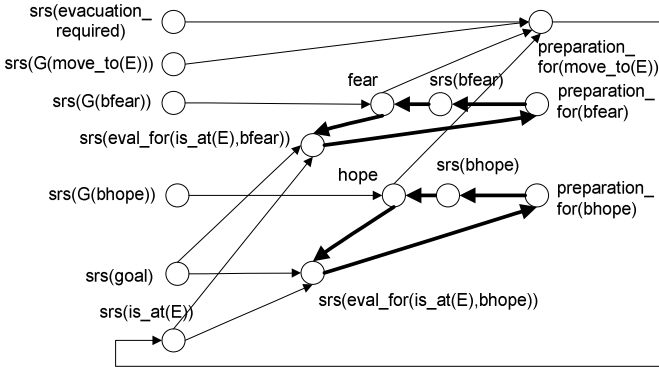 srs(evacuation_
required)
srs(G(move_to(E)))
preparation_
for(move_to(E))
fear
srs(bfear)
srs(G(bfear))
preparation_
for(bfear)
srs(eval_for(is_at(E),bfear))
hope
srs(bhope)
srs(G(bhope))
preparation_
for(bhope)
srs(goal)
srs(eval_for(is_at(E),bhope))
srs(is_at(E))